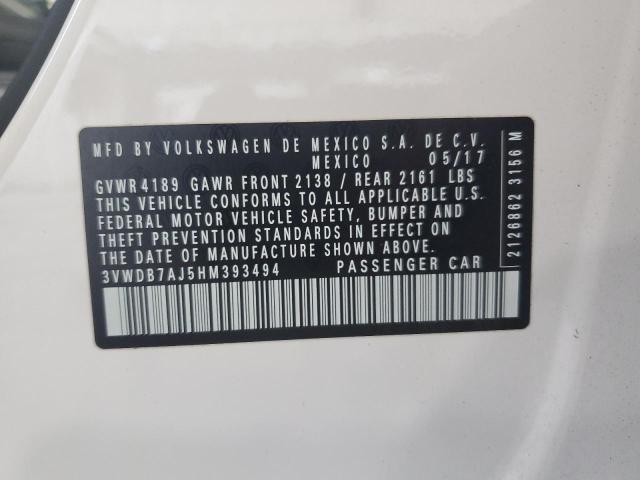 MFD BY VOLKSWAGEN DE MEXICO S.A. DE C.V.
MEXICO 05/17
GVWR 4189 GAWR FRONT 2138 / REAR 2161 LBS
THIS VEHICLE CONFORMS TO ALL APPLICABLE U.S.
FEDERAL MOTOR VEHICLE SAFETY, BUMPER AND
THEFT PREVENTION STANDARDS IN EFFECT ON
THE DATE OF MANUFACTURE SHOWN ABOVE.
3VWDB7AJ5HM393494 PASSENGER CAR
2126862 3156 M